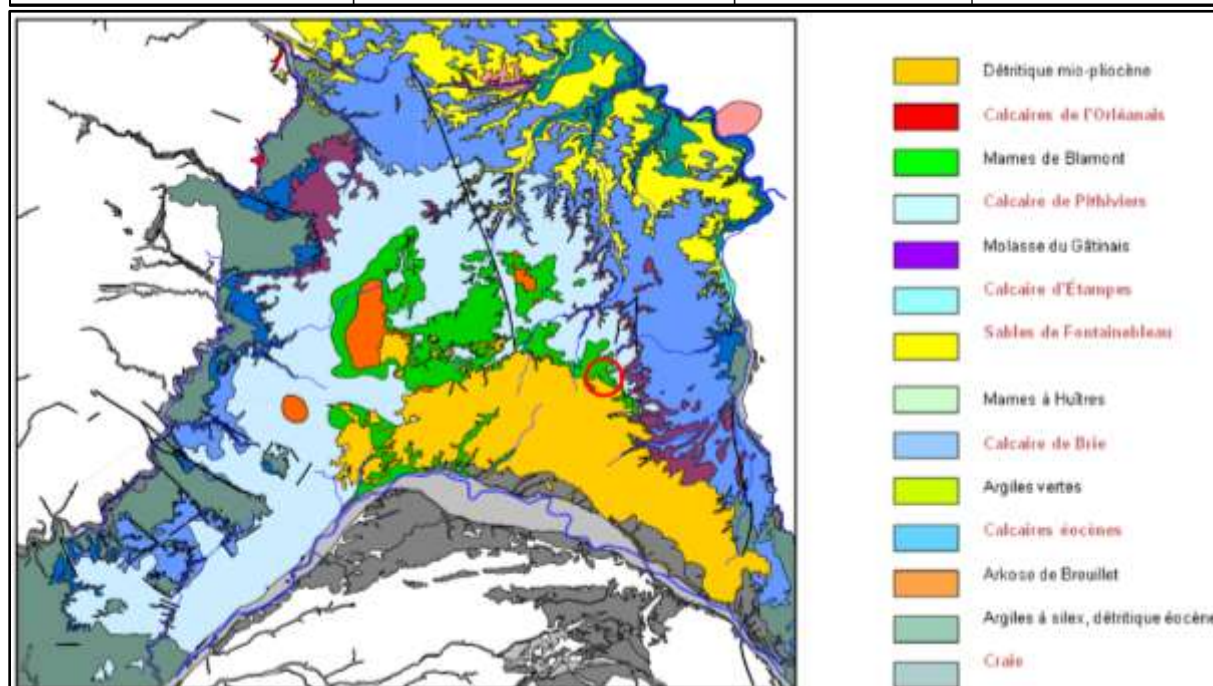 Détritique mio-pliocène
Calcaires de l'Orléanais
Marnes de Blamont
Calcaire de Pithiviers
Molasse du Gâtinais
Calcaire d'Étampes
Sables de Fontainebleau
Marnes à Huîtres
Calcaire de Brie
Argiles vertes
Calcaires éocènes
Arkose de Breuillet
Argiles à silex, détritique éocène
Craie